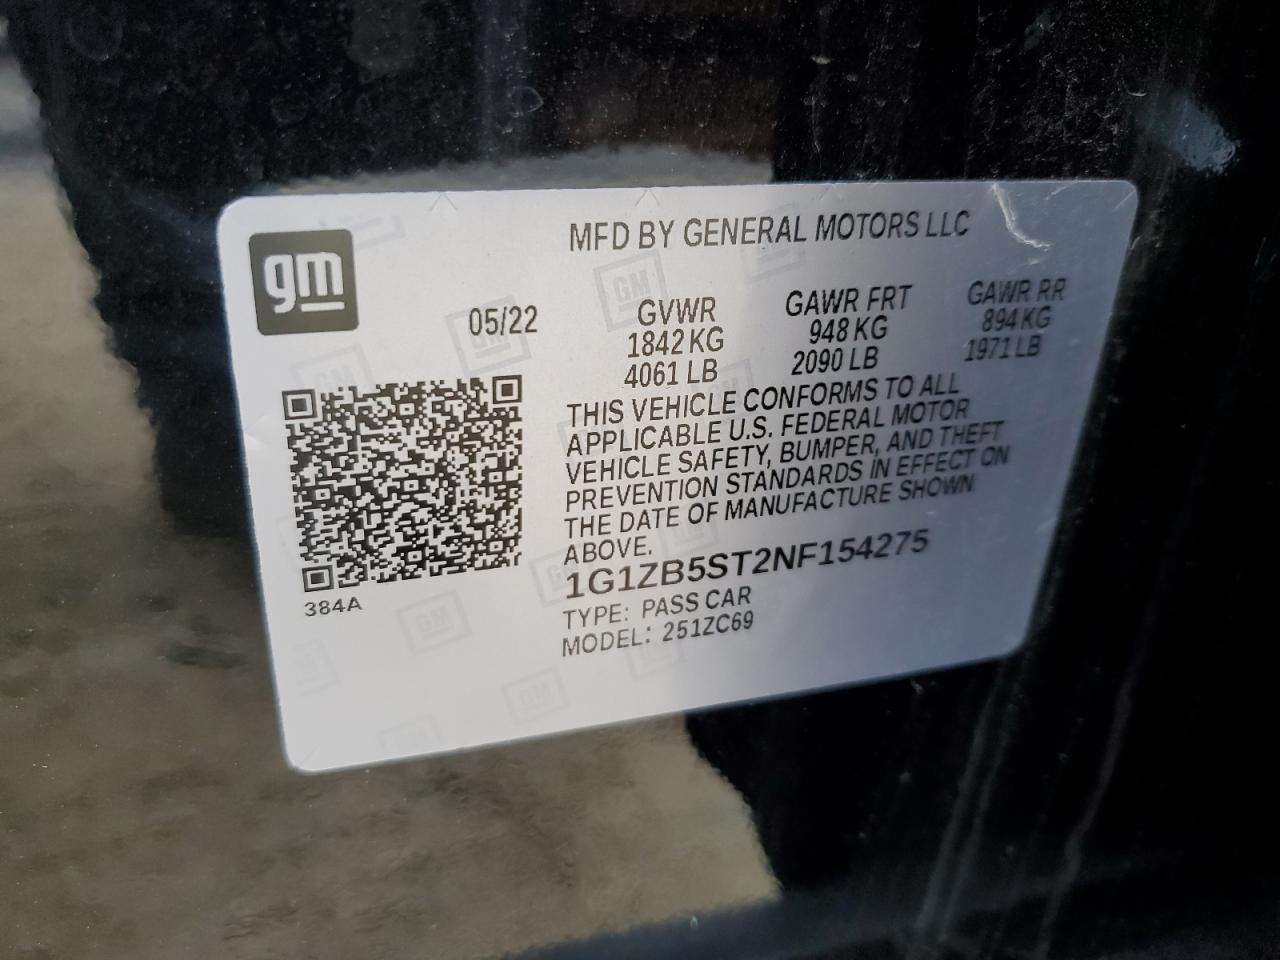 gm
MFD BY GENERAL MOTORS LLC
05/22
GVWR GAWR FRT GAWR RR
1842 KG 948 KG 894 KG
4061 LB 2090 LB 1971 LB
THIS VEHICLE CONFORMS TO ALL
APPLICABLE U.S. FEDERAL MOTOR
VEHICLE SAFETY, BUMPER, AND THEFT
PREVENTION STANDARDS IN EFFECT ON
THE DATE OF MANUFACTURE SHOWN
ABOVE.
1G1ZB5ST2NF154275
TYPE: PASS CAR
MODEL: 251ZC69
384A